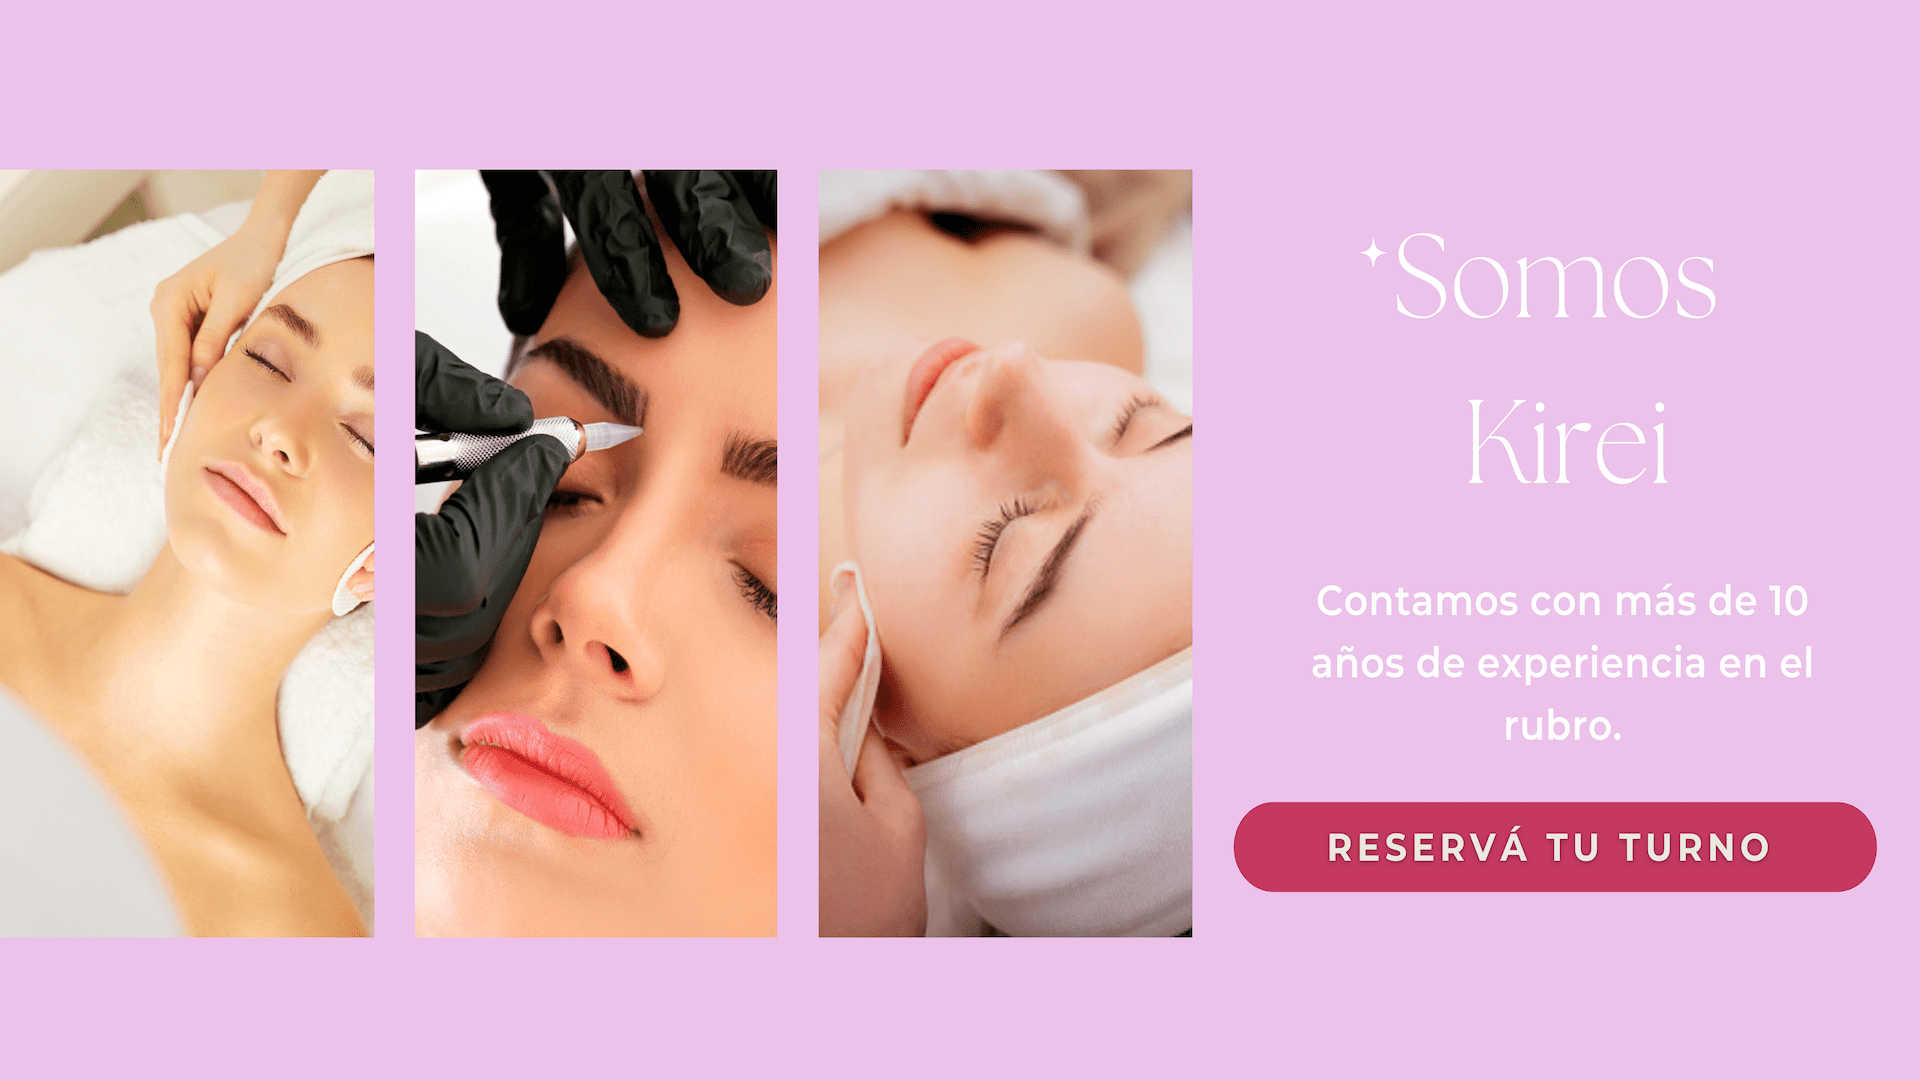 Somos
Kirei
Contamos con más de 10
años de experiencia en el
rubro.
RESERVÁ TU TURNO